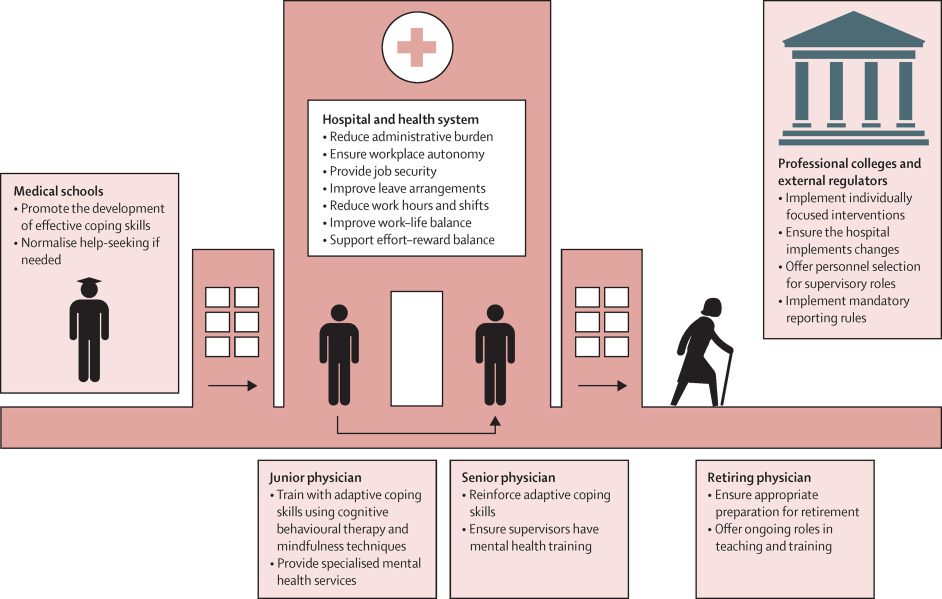 Medical schools
• Promote the development
of effective coping skills
• Normalise help-seeking if
needed
Hospital and health system
• Reduce administrative burden
• Ensure workplace autonomy
• Provide job security
• Improve leave arrangements
• Reduce work hours and shifts
• Improve work–life balance
• Support effort–reward balance
Professional colleges and
external regulators
• Implement individually
focused interventions
• Ensure the hospital
implements changes
• Offer personnel selection
for supervisory roles
• Implement mandatory
reporting rules
Junior physician
• Train with adaptive coping
skills using cognitive
behavioural therapy and
mindfulness techniques
• Provide specialised mental
health services
Senior physician
• Reinforce adaptive coping
skills
• Ensure supervisors have
mental health training
Retiring physician
• Ensure appropriate
preparation for retirement
• Offer ongoing roles in
teaching and training